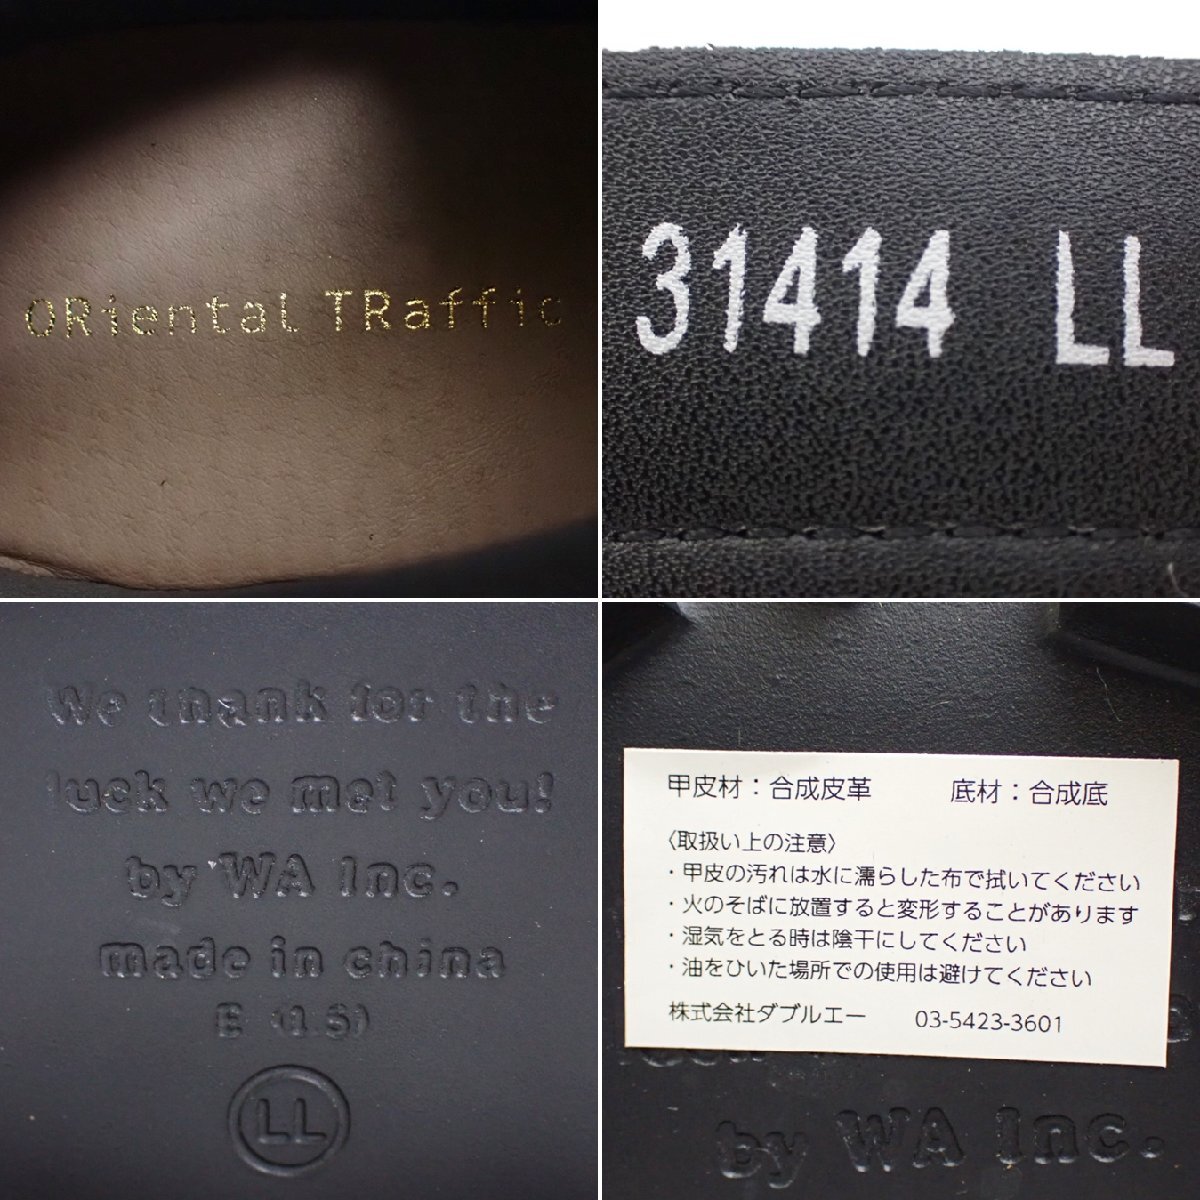 ORiental TRaffic
31414 LL
We thank for the
luck we met you!
by WA Inc.
made in china
E (1.5)
LL
甲皮材：合成皮革　底材：合成底
〈取扱い上の注意〉
・甲皮の汚れは水に濡らした布で拭いてください
・火のそばに放置すると変形することがあります
・湿気をとる時は陰干にしてください
・油をひいた場所での使用は避けてください
株式会社ダブルエー　03-5423-3601
by WA Inc.